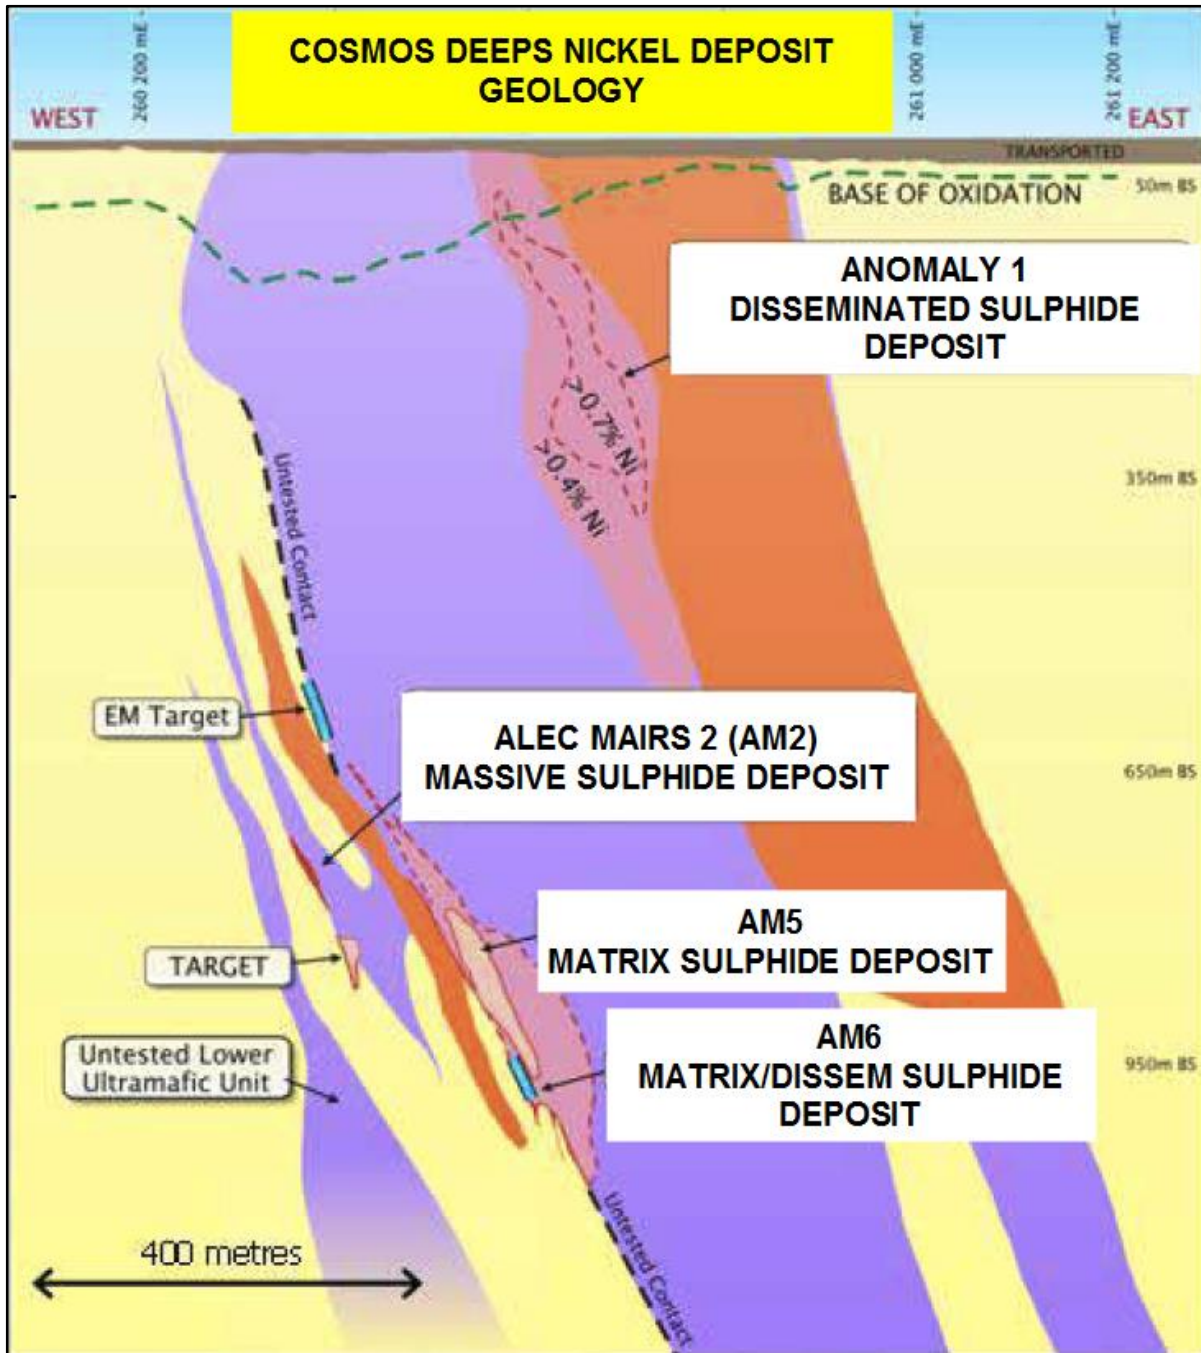 260 200 mE
COSMOS DEEPS NICKEL DEPOSIT
GEOLOGY
261 000 mE
261 200 mE
WEST
EAST
TRANSPORTED
BASE OF OXIDATION
50m BS
ANOMALY 1
DISSEMINATED SULPHIDE
DEPOSIT
>0.7% Ni
>0.4% Ni
Untested Contact
350m BS
EM Target
ALEC MAIRS 2 (AM2)
MASSIVE SULPHIDE DEPOSIT
650m BS
AM5
MATRIX SULPHIDE DEPOSIT
TARGET
AM6
MATRIX/DISSEM SULPHIDE
DEPOSIT
Untested Lower
Ultramafic Unit
950m BS
Untested Contact
400 metres